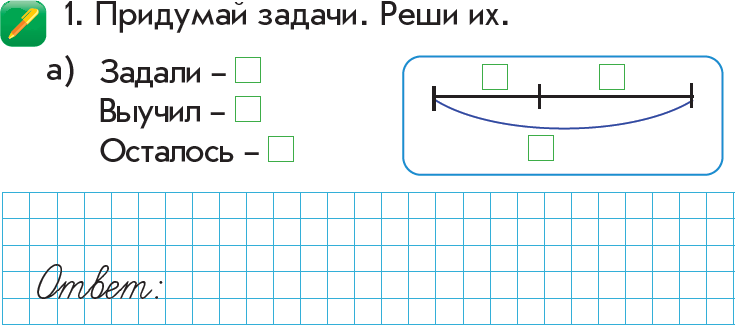 1. Придумай задачи. Реши их.
а) Задали –
Выучил –
Осталось –
Ответ: